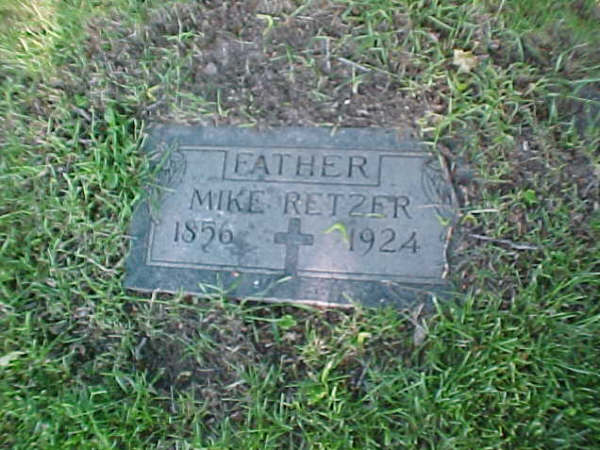 FATHER
MIKE RETZER
1856 1924